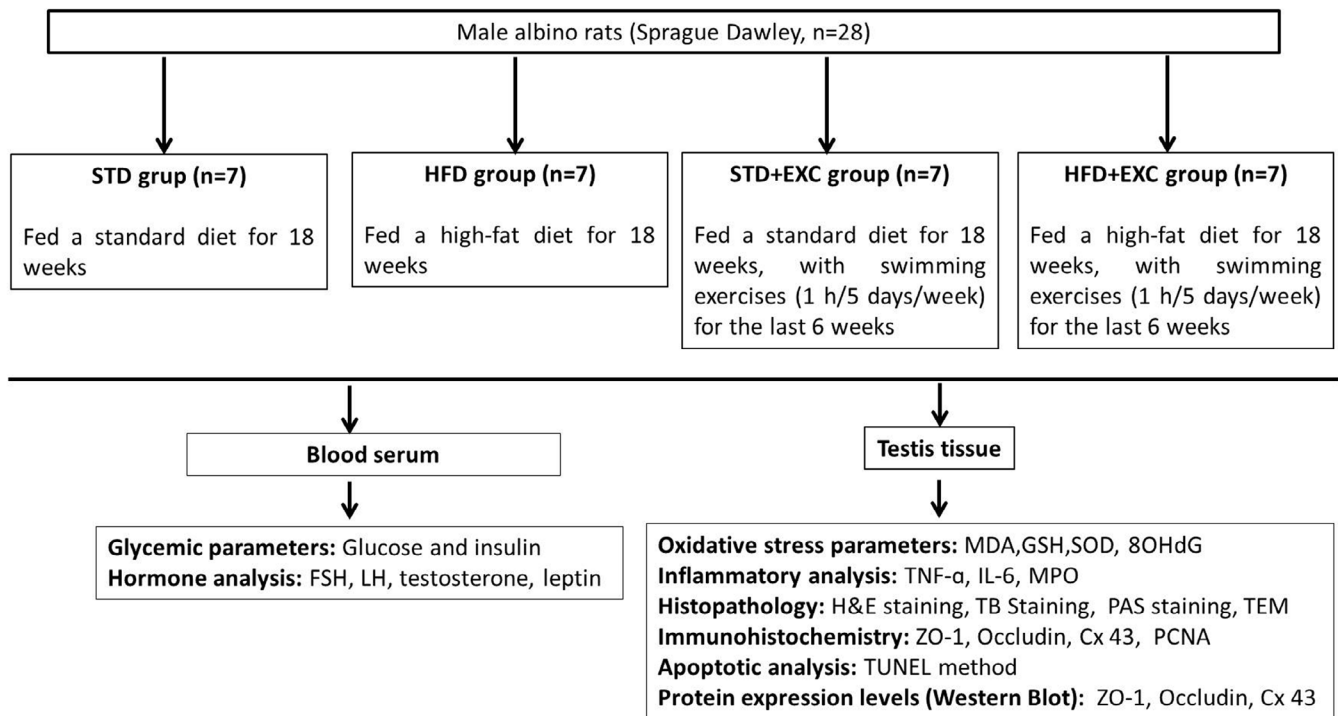 Male albino rats (Sprague Dawley, n=28)
STD grup (n=7)
Fed a standard diet for 18
weeks
HFD group (n=7)
Fed a high-fat diet for 18
weeks
STD+EXC group (n=7)
Fed a standard diet for 18
weeks, with swimming
exercises (1 h/5 days/week)
for the last 6 weeks
HFD+EXC group (n=7)
Fed a high-fat diet for 18
weeks, with swimming
exercises (1 h/5 days/week)
for the last 6 weeks
Blood serum
Glycemic parameters: Glucose and insulin
Hormone analysis: FSH, LH, testosterone, leptin
Testis tissue
Oxidative stress parameters: MDA,GSH,SOD, 8OHdG
Inflammatory analysis: TNF-α, IL-6, MPO
Histopathology: H&E staining, TB Staining, PAS staining, TEM
Immunohistochemistry: ZO-1, Occludin, Cx 43, PCNA
Apoptotic analysis: TUNEL method
Protein expression levels (Western Blot): ZO-1, Occludin, Cx 43